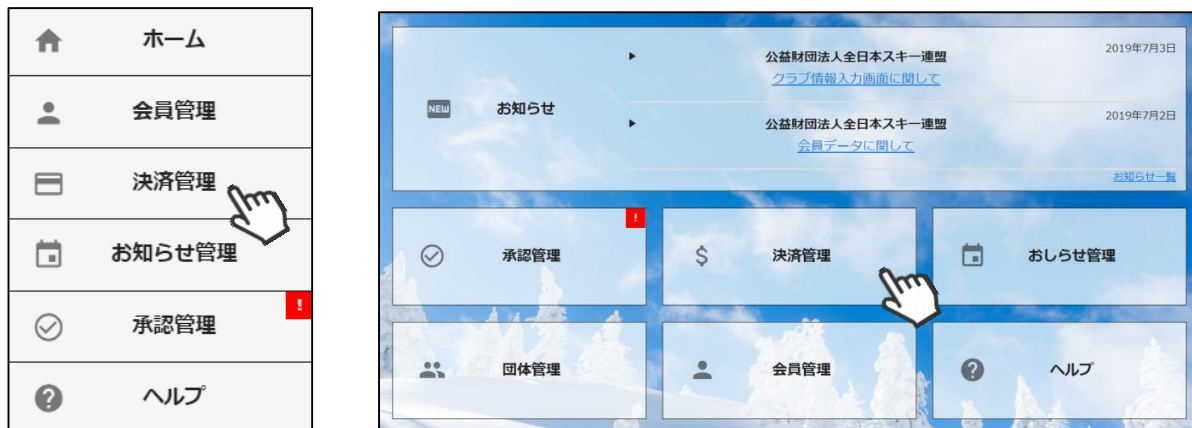 ホーム
会員管理
決済管理
お知らせ管理
!
承認管理
ヘルプ
NEW
お知らせ
公益財団法人全日本スキー連盟
2019年7月3日
クラブ情報入力画面に関して
公益財団法人全日本スキー連盟
2019年7月2日
会員データに関して
お知らせ一覧
!
承認管理
$
決済管理
おしらせ管理
団体管理
会員管理
?
ヘルプ